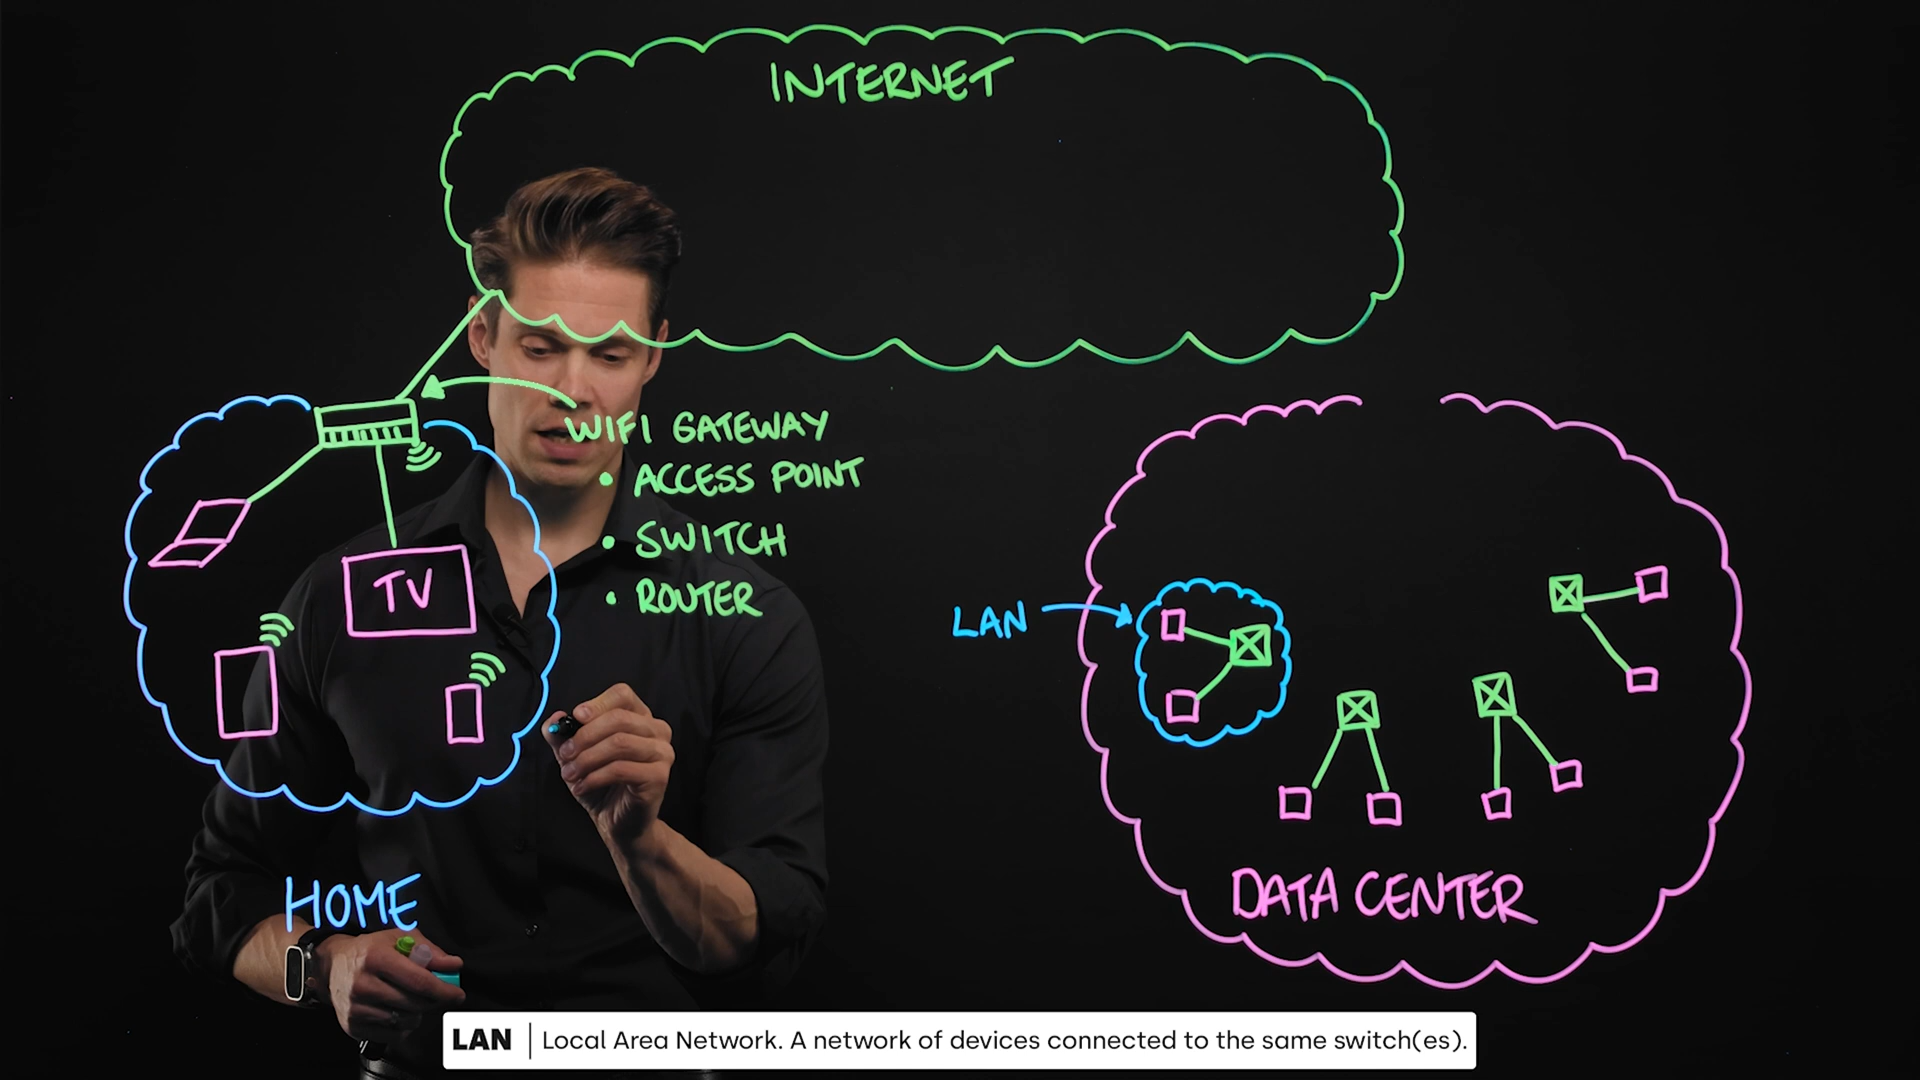 INTERNET
WIFI GATEWAY
• ACCESS POINT
• SWITCH
• ROUTER
TV
LAN
HOME
DATA CENTER
LAN | Local Area Network. A network of devices connected to the same switch(es).